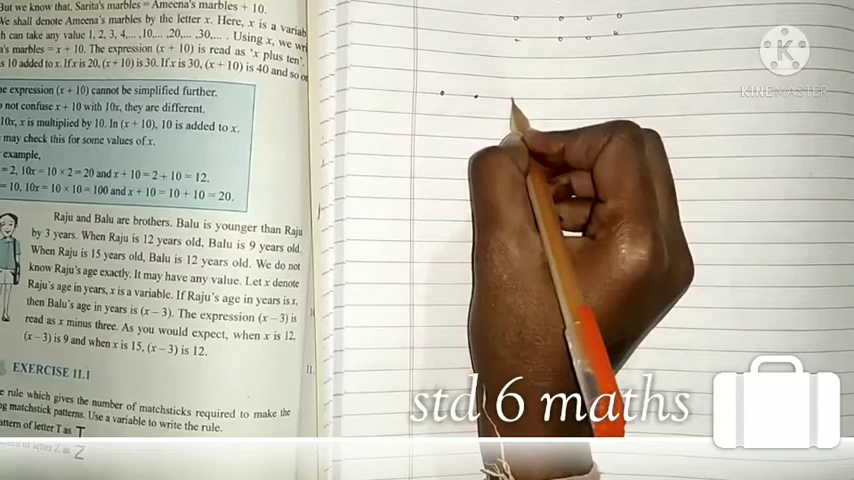 But we know that, Sarita's marbles = Ameena's marbles + 10.
We shall denote Ameena's marbles by the letter x. Here, x is a variab
h can take any value 1, 2, 3, 4,... ,10,... ,20,... ,30,... . Using x, we wri
a's marbles = x + 10. The expression (x + 10) is read as 'x plus ten'.
s 10 added to x. If x is 20, (x + 10) is 30. If x is 30, (x + 10) is 40 and so on
e expression (x + 10) cannot be simplified further.
o not confuse x + 10 with 10x, they are different.
10x, x is multiplied by 10. In (x + 10), 10 is added to x.
may check this for some values of x.
example,
= 2, 10x = 10 × 2 = 20 and x + 10 = 2 + 10 = 12.
= 10, 10x = 10 × 10 = 100 and x + 10 = 10 + 10 = 20.
Raju and Balu are brothers. Balu is younger than Raju
by 3 years. When Raju is 12 years old, Balu is 9 years old.
When Raju is 15 years old, Balu is 12 years old. We do not
know Raju's age exactly. It may have any value. Let x denote
Raju's age in years, x is a variable. If Raju's age in years is x,
then Balu's age in years is (x – 3). The expression (x – 3) is
read as x minus three. As you would expect, when x is 12,
(x – 3) is 9 and when x is 15, (x – 3) is 12.
EXERCISE 11.1
e rule which gives the number of matchsticks required to make the
ng matchstick patterns. Use a variable to write the rule.
attern of letter T as T
ttern of letter Z as Z
11.
KINEMASTER
std 6 maths